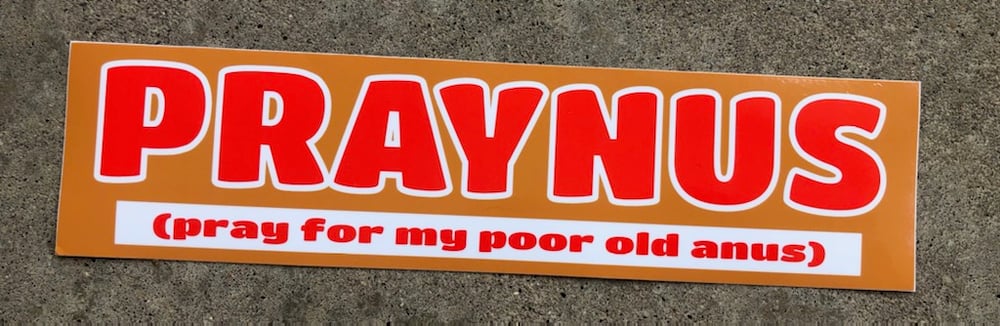 PRAYNUS
(pray for my poor old anus)